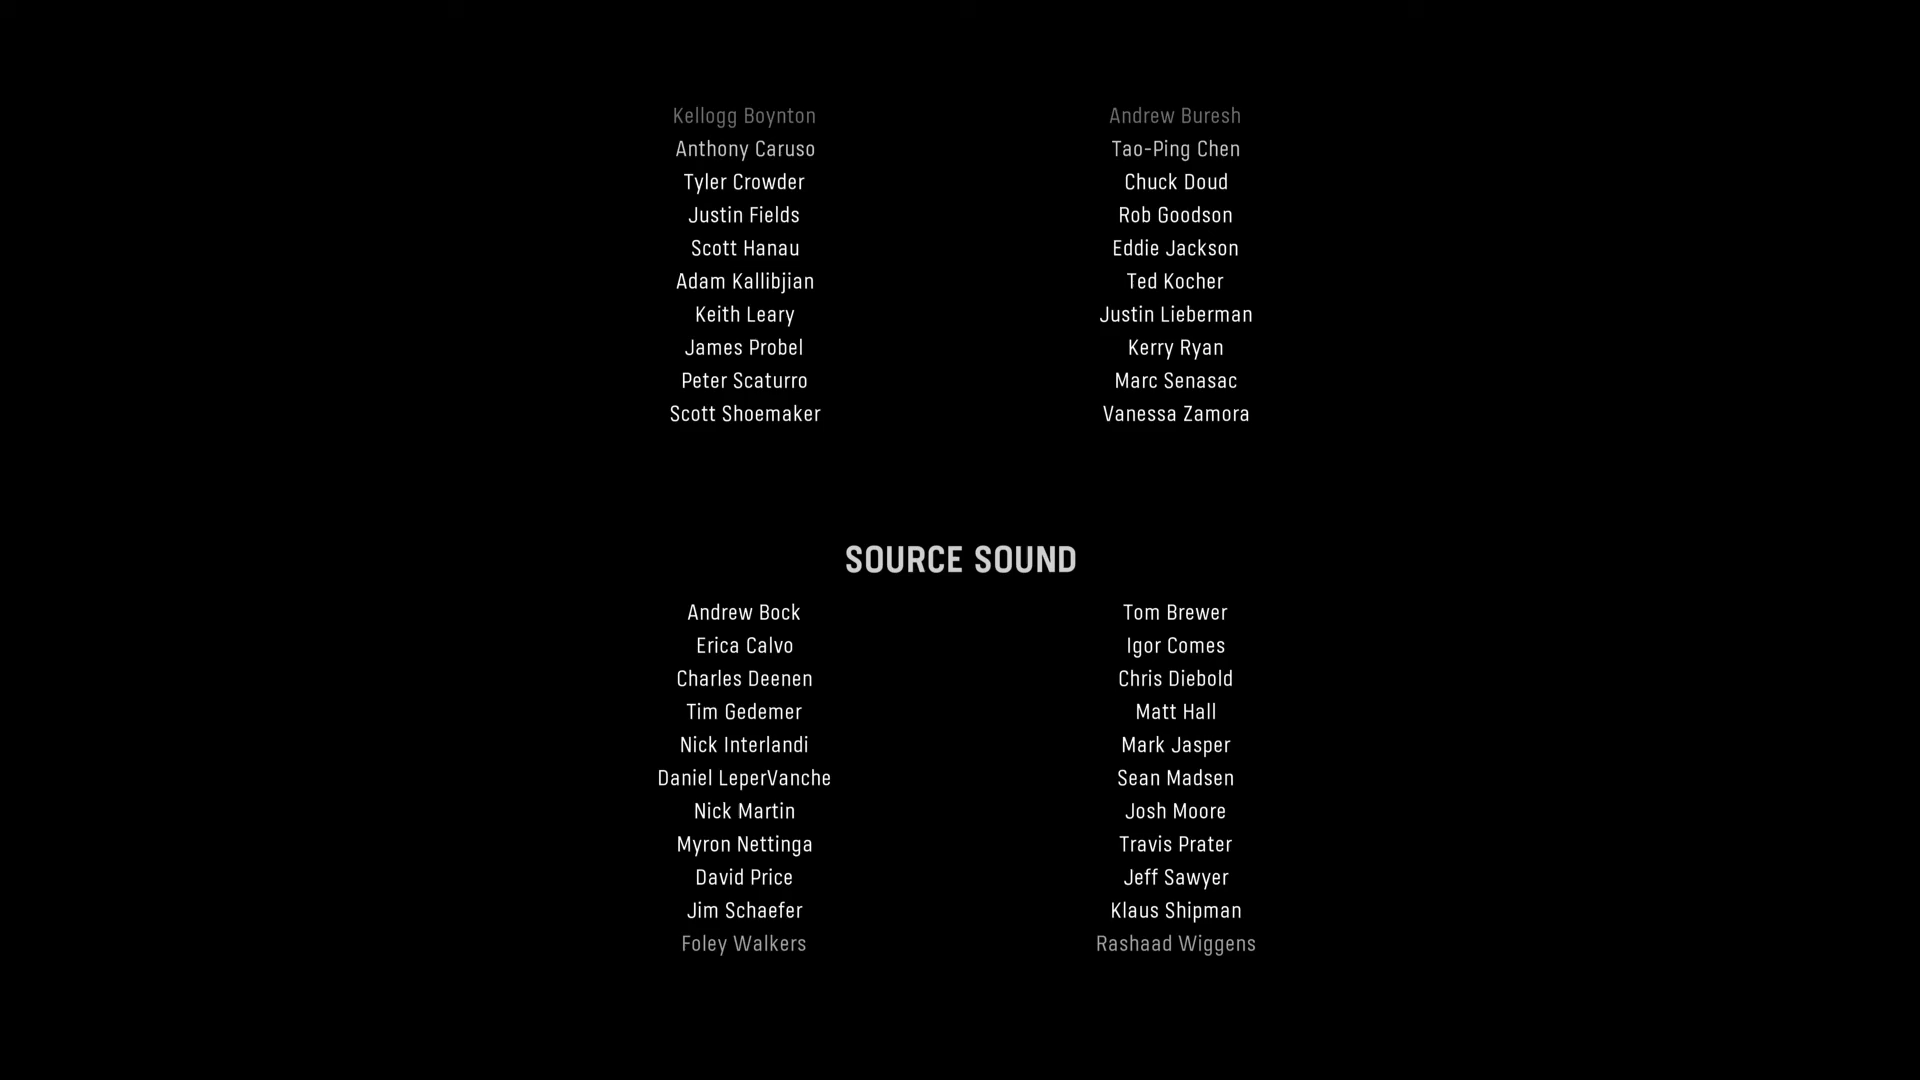 Kellogg Boynton
Andrew Buresh
Anthony Caruso
Tao-Ping Chen
Tyler Crowder
Chuck Doud
Justin Fields
Rob Goodson
Scott Hanau
Eddie Jackson
Adam Kallibjian
Ted Kocher
Keith Leary
Justin Lieberman
James Probel
Kerry Ryan
Peter Scaturro
Marc Senasac
Scott Shoemaker
Vanessa Zamora
SOURCE SOUND
Andrew Bock
Tom Brewer
Erica Calvo
Igor Comes
Charles Deenen
Chris Diebold
Tim Gedemer
Matt Hall
Nick Interlandi
Mark Jasper
Daniel LeperVanche
Sean Madsen
Nick Martin
Josh Moore
Myron Nettinga
Travis Prater
David Price
Jeff Sawyer
Jim Schaefer
Klaus Shipman
Foley Walkers
Rashaad Wiggens